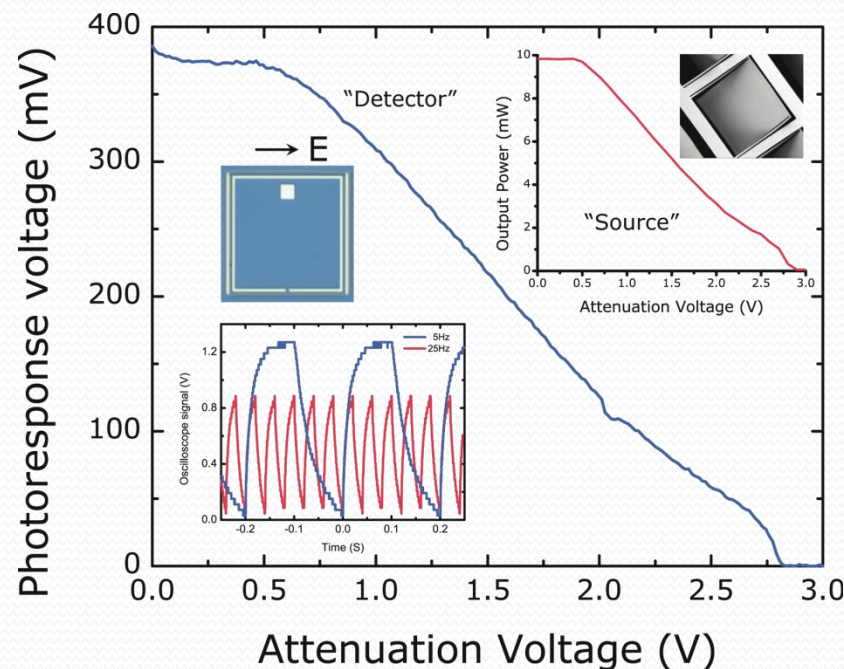 400
300
200
100
0
Photoresponse voltage (mV)
0.0 0.5 1.0 1.5 2.0 2.5 3.0
Attenuation Voltage (V)
“Detector”
E
10
8
6
4
2
0
Output Power (mW)
0.0 0.5 1.0 1.5 2.0 2.5 3.0
Attenuation Voltage (V)
“Source”
5Hz
25Hz
1.2
0.8
0.4
0.0
Oscilloscope signal (V)
-0.2 -0.1 0.0 0.1 0.2
Time (S)